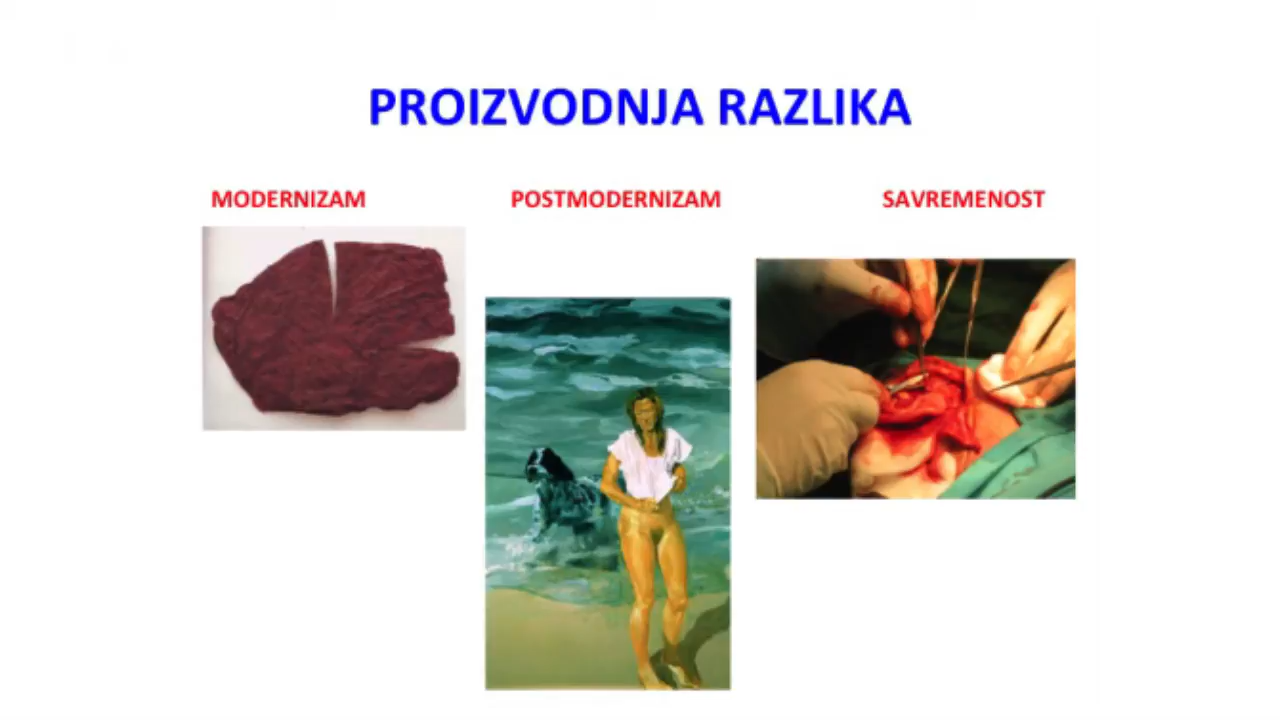 PROIZVODNJA RAZLIKA
MODERNIZAM
POSTMODERNIZAM
SAVREMENOST